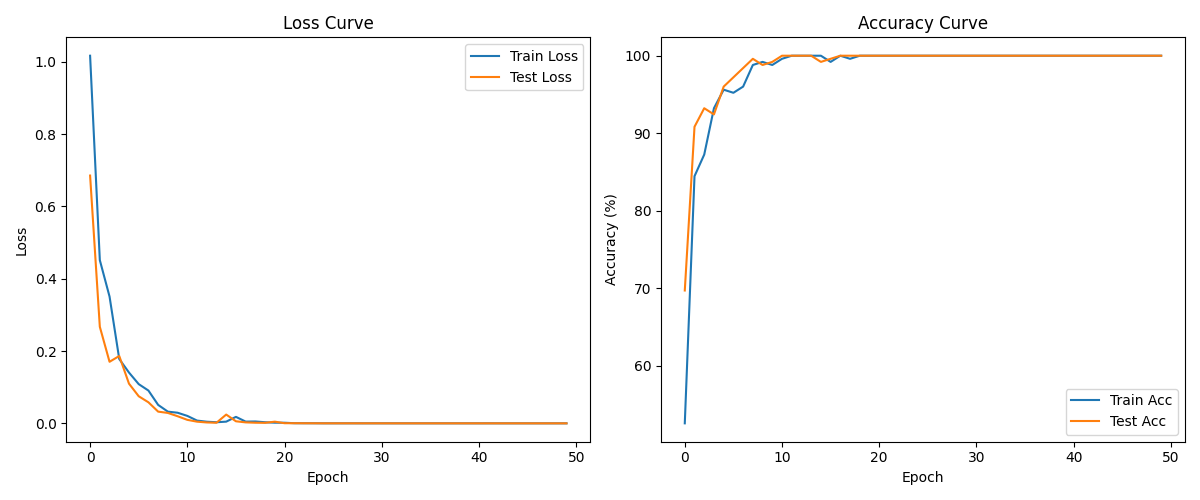 Loss Curve
1.0
0.8
0.6
0.4
0.2
0.0
Loss
0 10 20 30 40 50
Epoch
Train Loss
Test Loss
Accuracy Curve
100
90
80
70
60
Accuracy (%)
0 10 20 30 40 50
Epoch
Train Acc
Test Acc